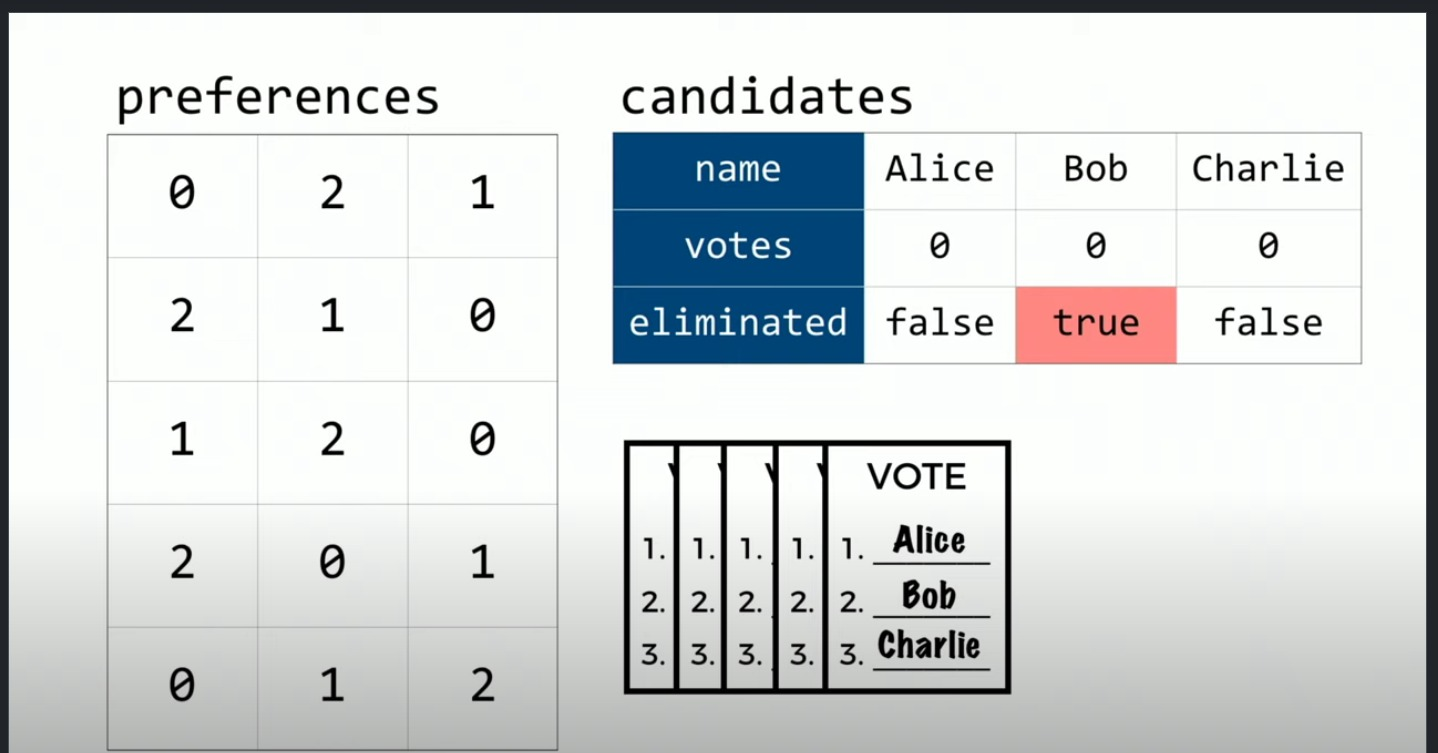 preferences
0 2 1
2 1 0
1 2 0
2 0 1
0 1 2
candidates
name Alice Bob Charlie
votes 0 0 0
eliminated false true false
VOTE
1. 1. 1. 1. 1. Alice
2. 2. 2. 2. 2. Bob
3. 3. 3. 3. 3. Charlie